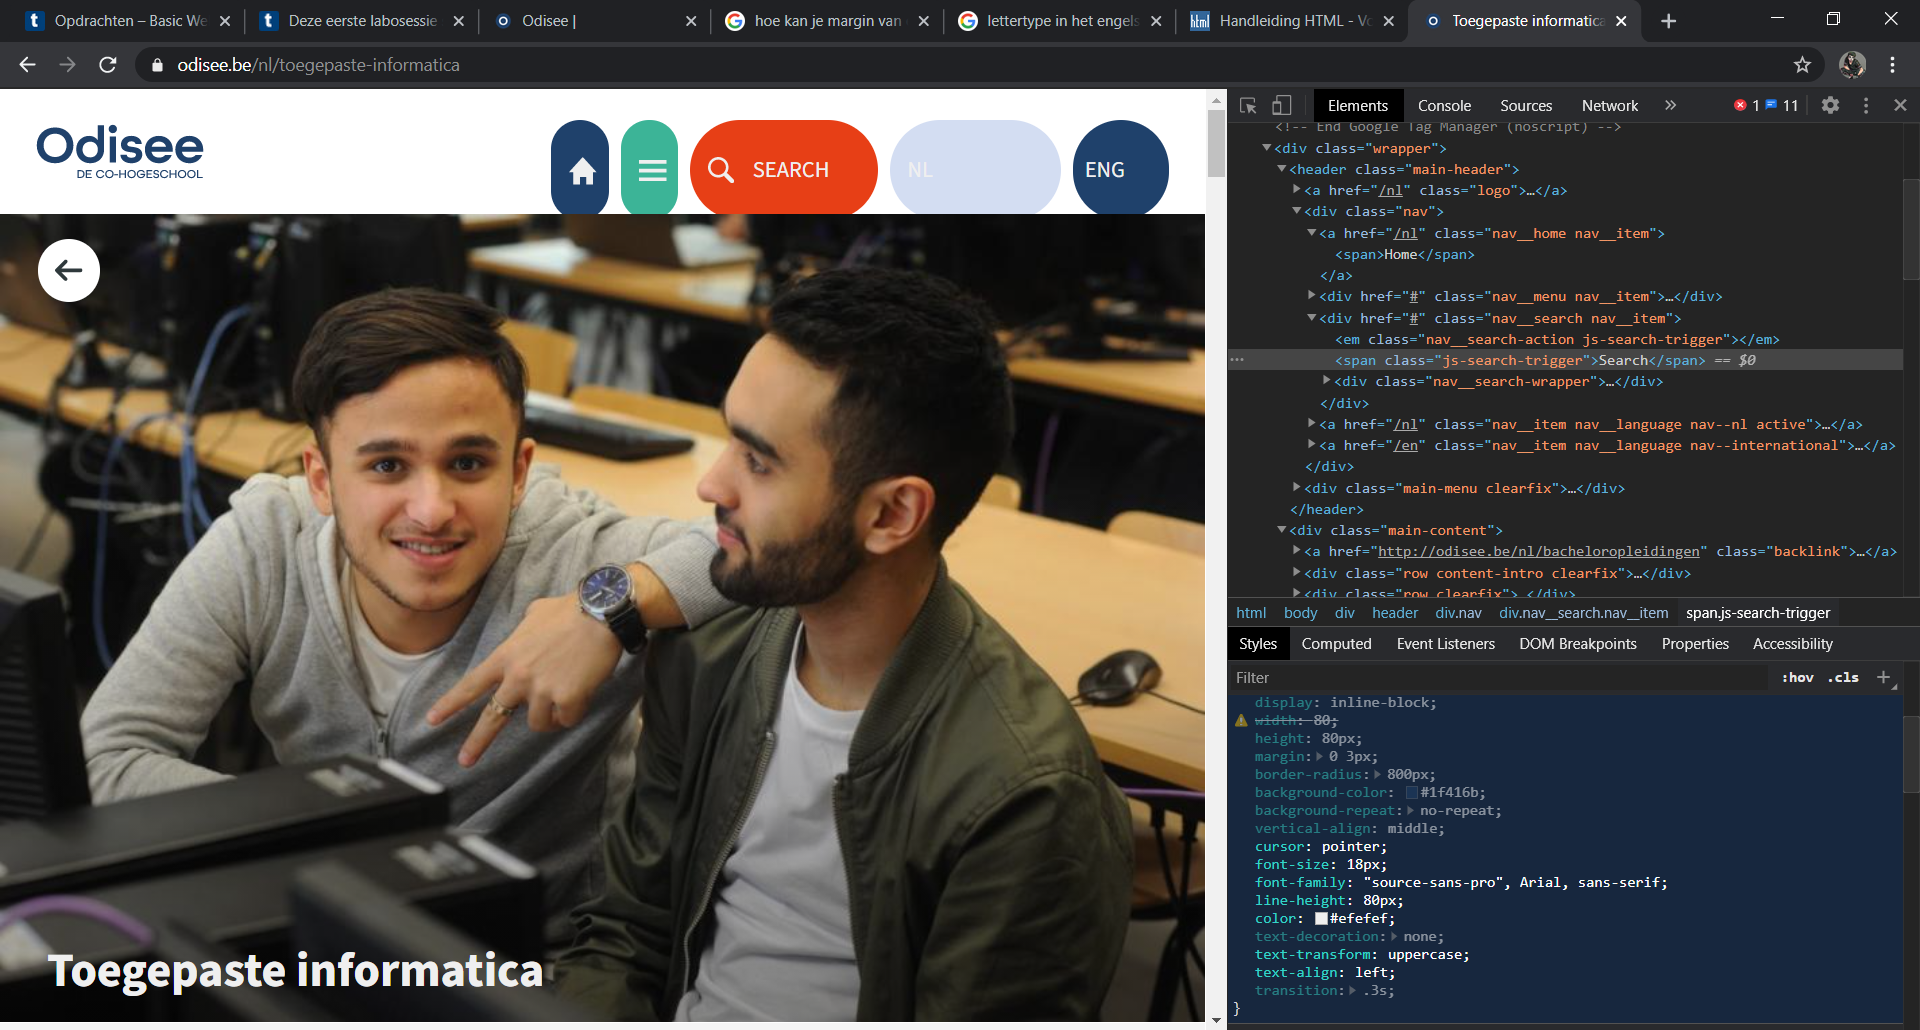 Opdrachten – Basic We
Deze eerste labosessie
Odisee |
hoe kan je margin van
lettertype in het engels
Handleiding HTML - Vo
Toegepaste informatica
odisee.be/nl/toegepaste-informatica
Odisee
DE CO-HOGESCHOOL
SEARCH
NL
ENG
Toegepaste informatica
Elements
Console
Sources
Network
1
11
<!-- End Google Tag Manager (noscript) -->
<div class="wrapper">
<header class="main-header">
<a href="/nl" class="logo">…</a>
<div class="nav">
<a href="/nl" class="nav__home nav__item">
<span>Home</span>
</a>
<div href="#" class="nav__menu nav__item">…</div>
<div href="#" class="nav__search nav__item">
<em class="nav__search-action js-search-trigger"></em>
<span class="js-search-trigger">Search</span> == $0
<div class="nav__search-wrapper">…</div>
</div>
<a href="/nl" class="nav__item nav__language nav--nl active">…</a>
<a href="/en" class="nav__item nav__language nav--international">…</a>
</div>
<div class="main-menu clearfix">…</div>
</header>
<div class="main-content">
<a href="http://odisee.be/nl/bacheloropleidingen" class="backlink">…</a>
<div class="row content-intro clearfix">…</div>
<div class="row clearfix">…</div>
html body div header div.nav div.nav__search.nav__item span.js-search-trigger
Styles Computed Event Listeners DOM Breakpoints Properties Accessibility
Filter
:hov .cls
display: inline-block;
width: 80;
height: 80px;
margin: 0 3px;
border-radius: 800px;
background-color: #1f416b;
background-repeat: no-repeat;
vertical-align: middle;
cursor: pointer;
font-size: 18px;
font-family: "source-sans-pro", Arial, sans-serif;
line-height: 80px;
color: #efefef;
text-decoration: none;
text-transform: uppercase;
text-align: left;
transition: .3s;
}